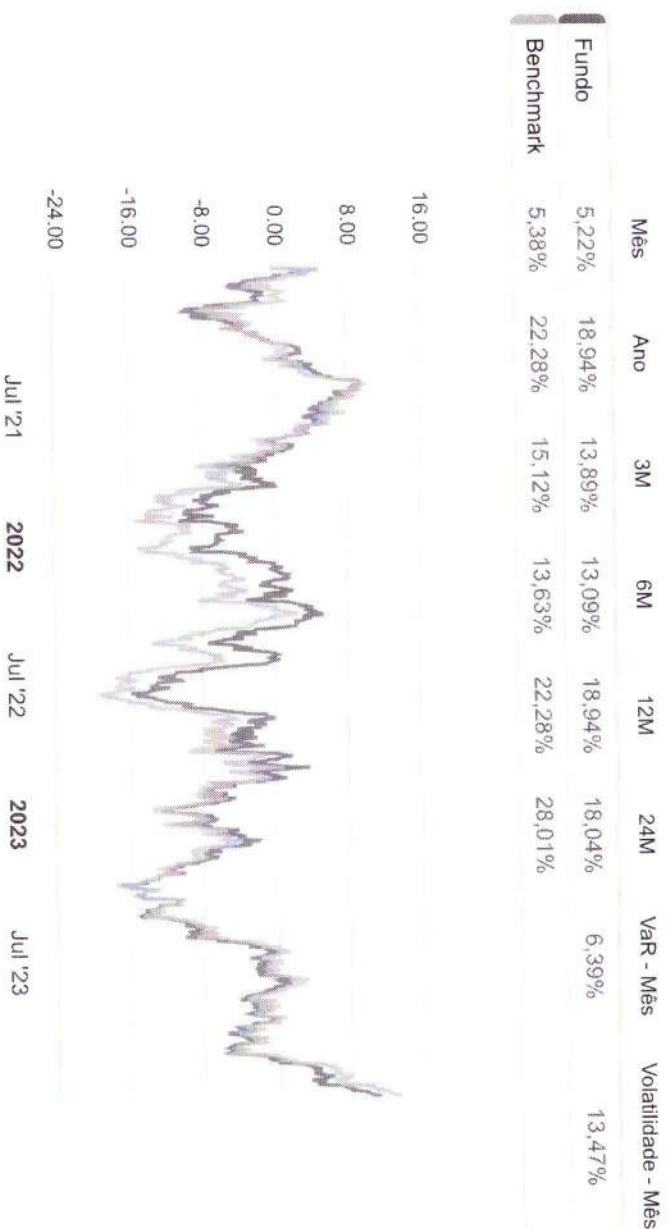 Mês Ano 3M 6M 12M 24M VaR - Mês Volatilidade - Mês
Fundo 5,22% 18,94% 13,89% 13,09% 18,94% 18,04% 6,39% 13,47%
Benchmark 5,38% 22,28% 15,12% 13,63% 22,28% 28,01%
16.00
8.00
0.00
-8.00
-16.00
-24.00
Jul '21 2022 Jul '22 2023 Jul '23